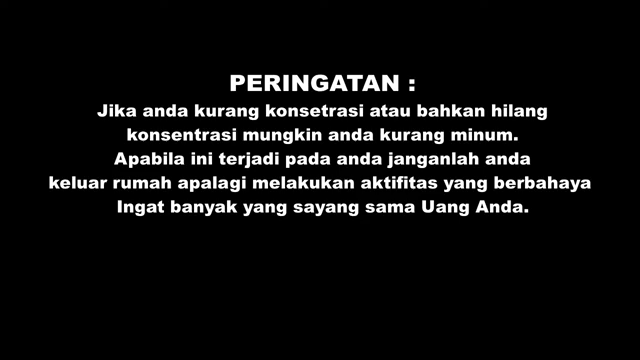 PERINGATAN :
Jika anda kurang konsetrasi atau bahkan hilang
konsentrasi mungkin anda kurang minum.
Apabila ini terjadi pada anda janganlah anda
keluar rumah apalagi melakukan aktifitas yang berbahaya
Ingat banyak yang sayang sama Uang Anda.